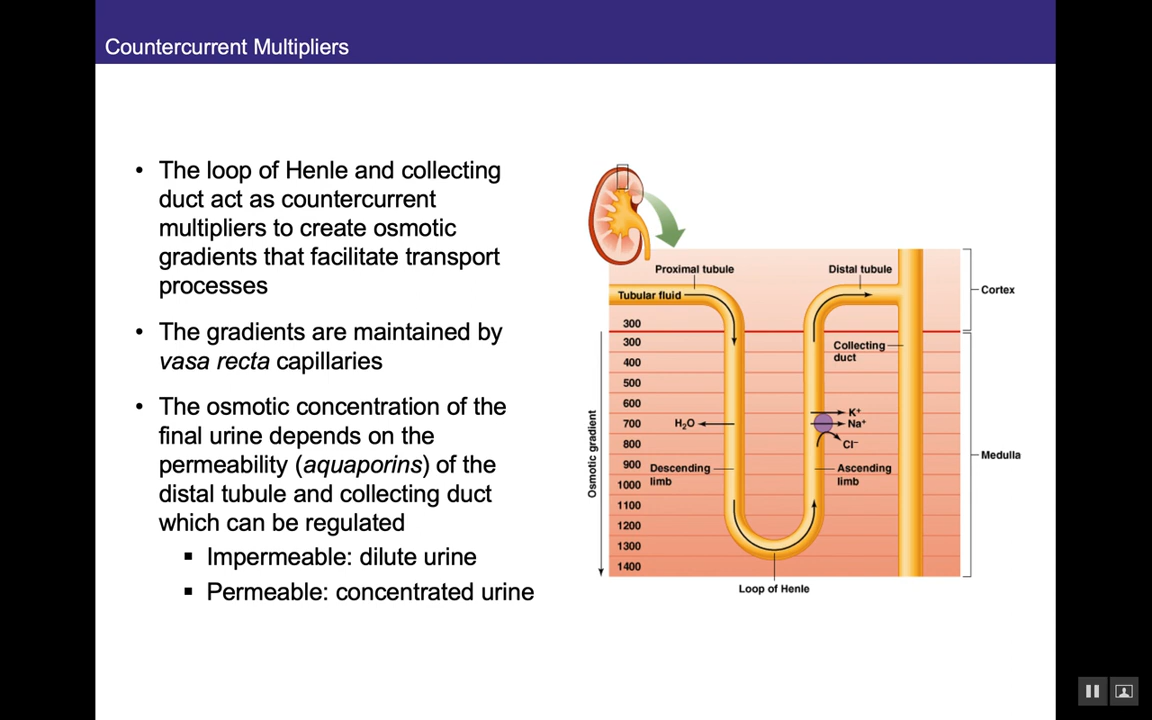 Countercurrent Multipliers
• The loop of Henle and collecting
duct act as countercurrent
multipliers to create osmotic
gradients that facilitate transport
processes
• The gradients are maintained by
vasa recta capillaries
• The osmotic concentration of the
final urine depends on the
permeability (aquaporins) of the
distal tubule and collecting duct
which can be regulated
▪ Impermeable: dilute urine
▪ Permeable: concentrated urine
Proximal tubule
Distal tubule
Tubular fluid
Cortex
300
300
400
500
600
700
800
900
1000
1100
1200
1300
1400
Osmotic gradient
Collecting
duct
H₂O
K⁺
Na⁺
Cl⁻
Descending
limb
Ascending
limb
Medulla
Loop of Henle